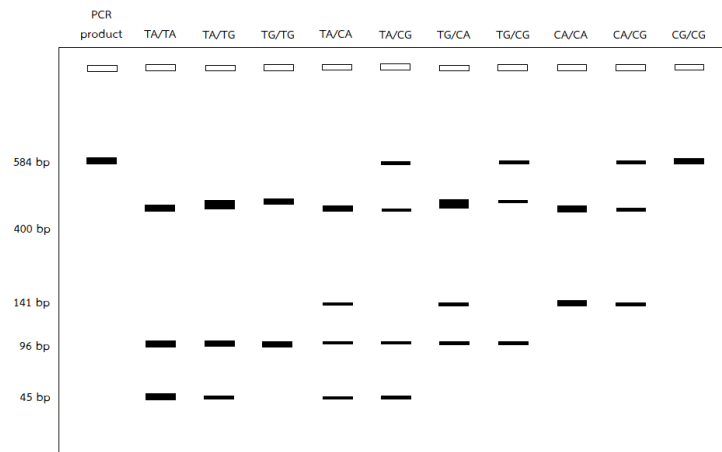 PCR
product TA/TA TA/TG TG/TG TA/CA TA/CG TG/CA TG/CG CA/CA CA/CG CG/CG
584 bp
400 bp
141 bp
96 bp
45 bp